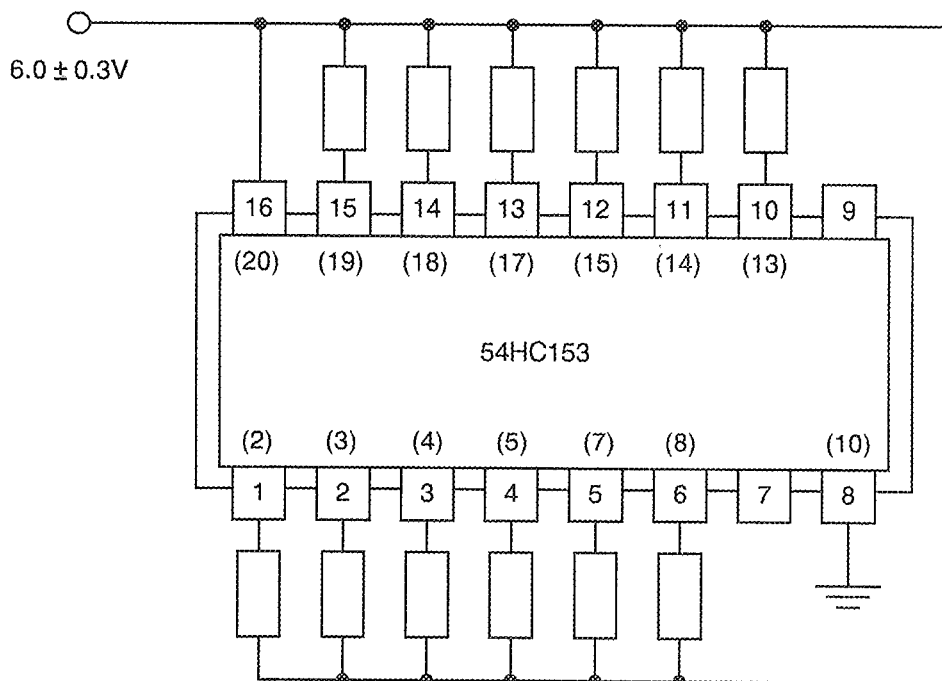 6.0 ± 0.3V
16 15 14 13 12 11 10 9
(20) (19) (18) (17) (15) (14) (13)
54HC153
(2) (3) (4) (5) (7) (8) (10)
1 2 3 4 5 6 7 8